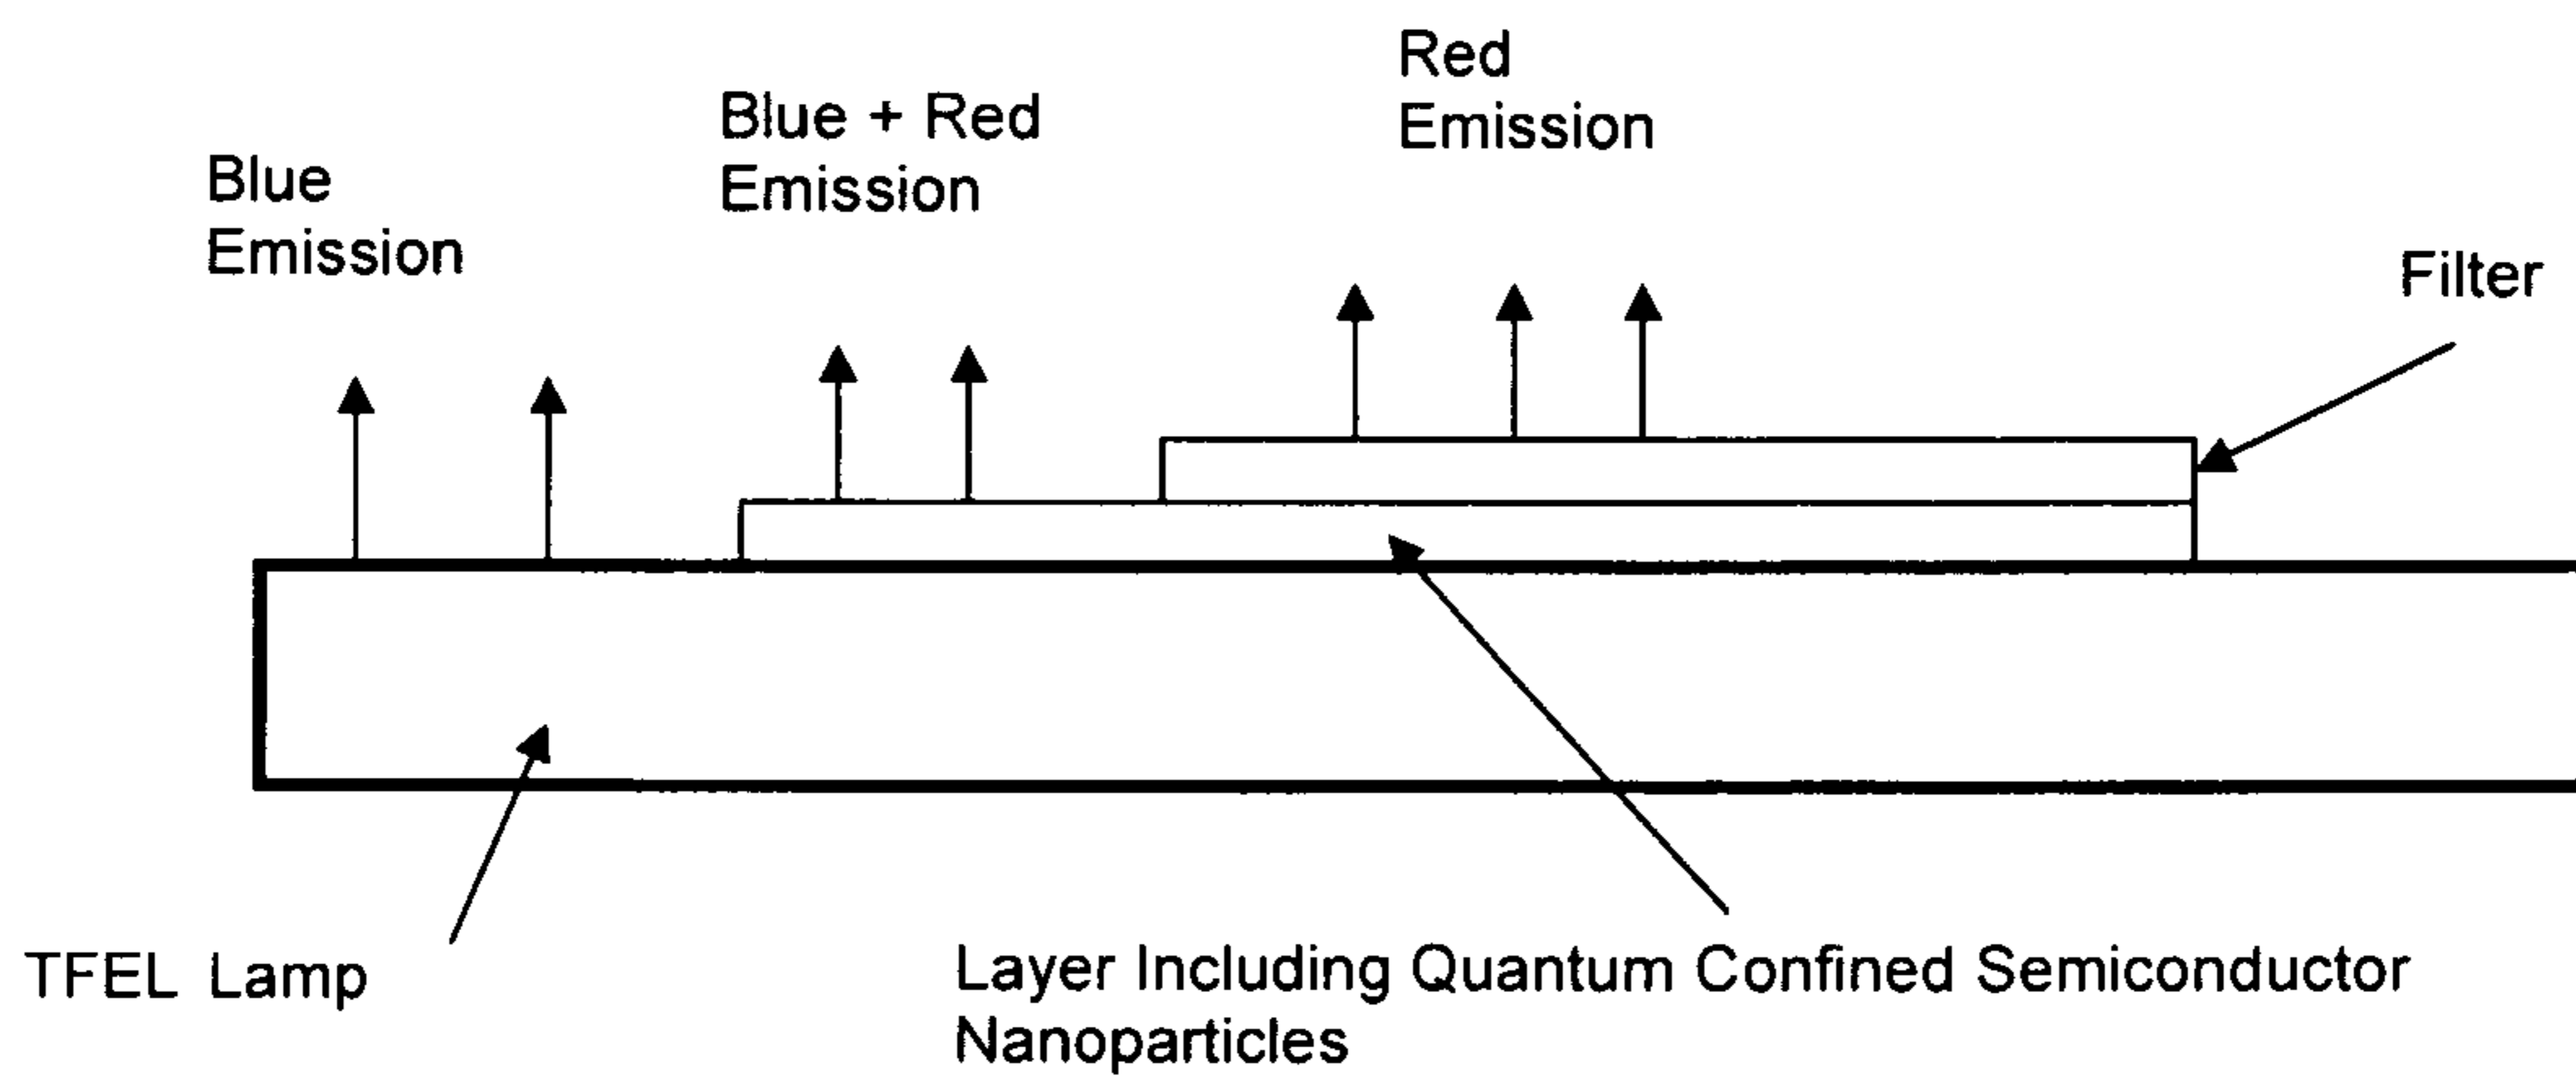 Red
Emission
Blue + Red
Emission
Blue
Emission
Filter
TFEL Lamp
Layer Including Quantum Confined Semiconductor
Nanoparticles